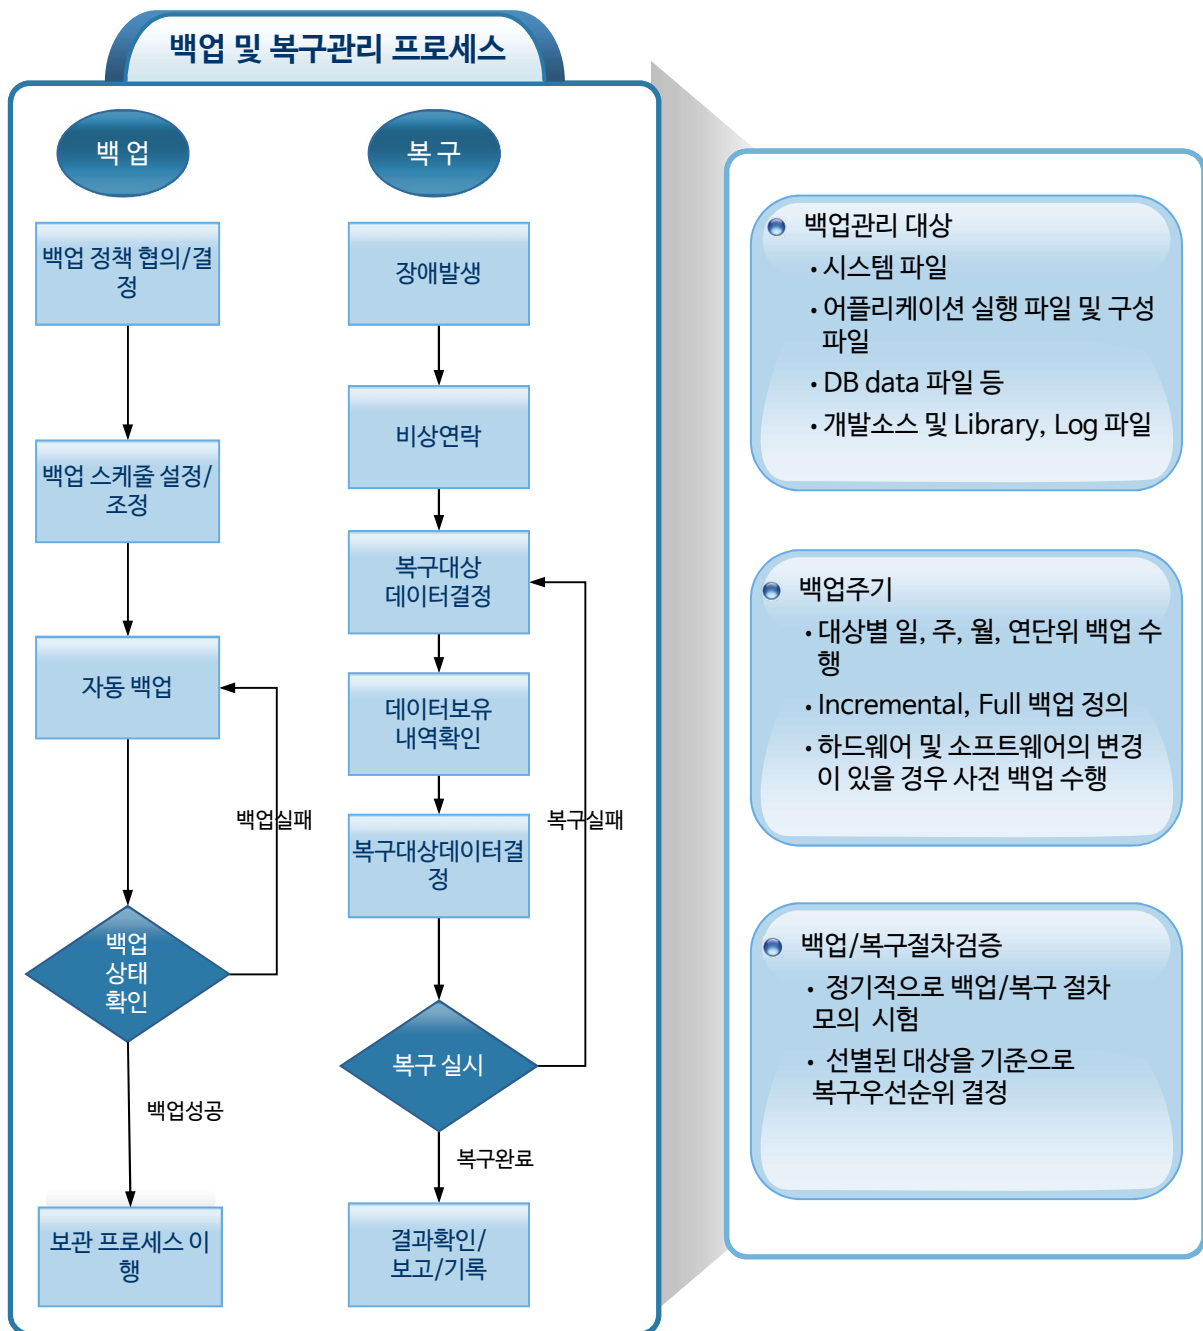 백업 및 복구관리 프로세스
백 업
백업 정책 협의/결
정
백업 스케줄 설정/
조정
자동 백업
백업실패
백업
상태
확인
백업성공
보관 프로세스 이
행
복 구
장애발생
비상연락
복구대상
데이터결정
데이터보유
내역확인
복구대상데이터결
정
복구실패
복구 실시
복구완료
결과확인/
보고/기록
백업관리 대상
• 시스템 파일
• 어플리케이션 실행 파일 및 구성
파일
• DB data 파일 등
• 개발소스 및 Library, Log 파일
백업주기
• 대상별 일, 주, 월, 연단위 백업 수
행
• Incremental, Full 백업 정의
• 하드웨어 및 소프트웨어의 변경
이 있을 경우 사전 백업 수행
백업/복구절차검증
• 정기적으로 백업/복구 절차
모의 시험
• 선별된 대상을 기준으로
복구우선순위 결정